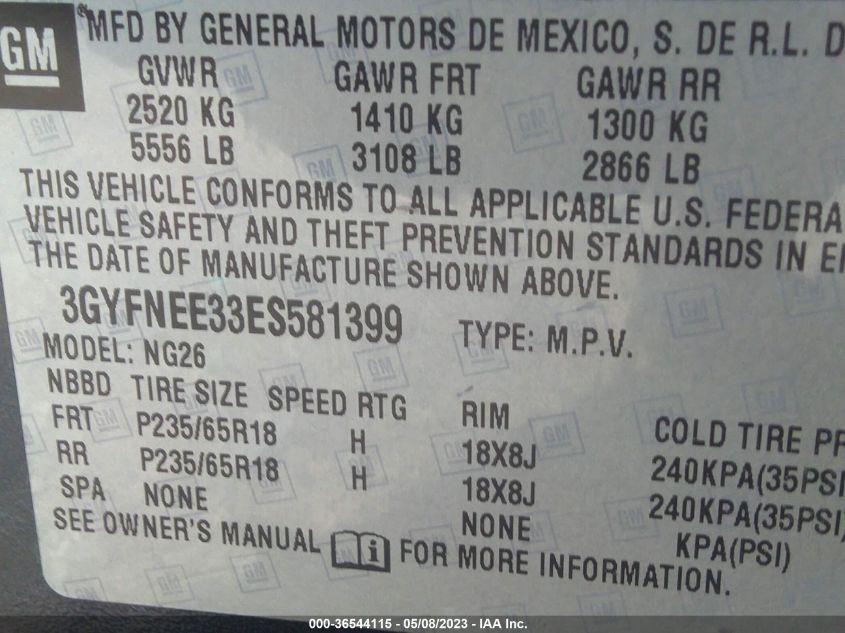 GM
MFD BY GENERAL MOTORS DE MEXICO, S. DE R.L. D
GVWR GAWR FRT GAWR RR
2520 KG 1410 KG 1300 KG
5556 LB 3108 LB 2866 LB
THIS VEHICLE CONFORMS TO ALL APPLICABLE U.S. FEDERA
VEHICLE SAFETY AND THEFT PREVENTION STANDARDS IN E
THE DATE OF MANUFACTURE SHOWN ABOVE.
3GYFNEE33ES581399 TYPE: M.P.V.
MODEL: NG26
NBBD TIRE SIZE SPEED RTG RIM COLD TIRE PR
FRT P235/65R18 H 18X8J 240KPA(35PSI
RR P235/65R18 H 18X8J 240KPA(35PSI)
SPA NONE NONE KPA(PSI)
SEE OWNER'S MANUAL i FOR MORE INFORMATION.
000-36544115 - 05/08/2023 - IAA Inc.